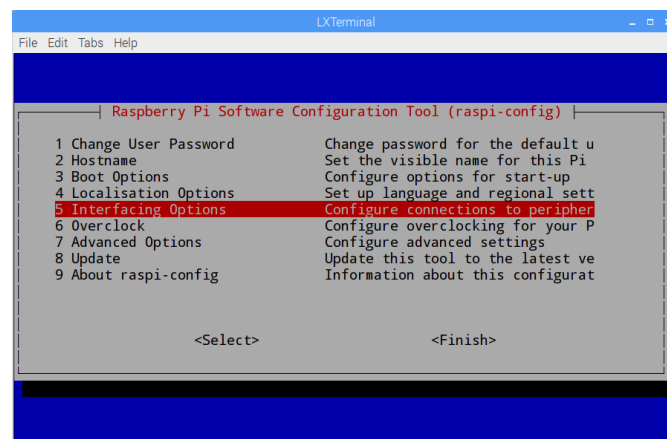 LXTerminal
File Edit Tabs Help
Raspberry Pi Software Configuration Tool (raspi-config)
1 Change User Password Change password for the default u
2 Hostname Set the visible name for this Pi
3 Boot Options Configure options for start-up
4 Localisation Options Set up language and regional sett
5 Interfacing Options Configure connections to peripher
6 Overclock Configure overclocking for your P
7 Advanced Options Configure advanced settings
8 Update Update this tool to the latest ve
9 About raspi-config Information about this configurat
<Select> <Finish>